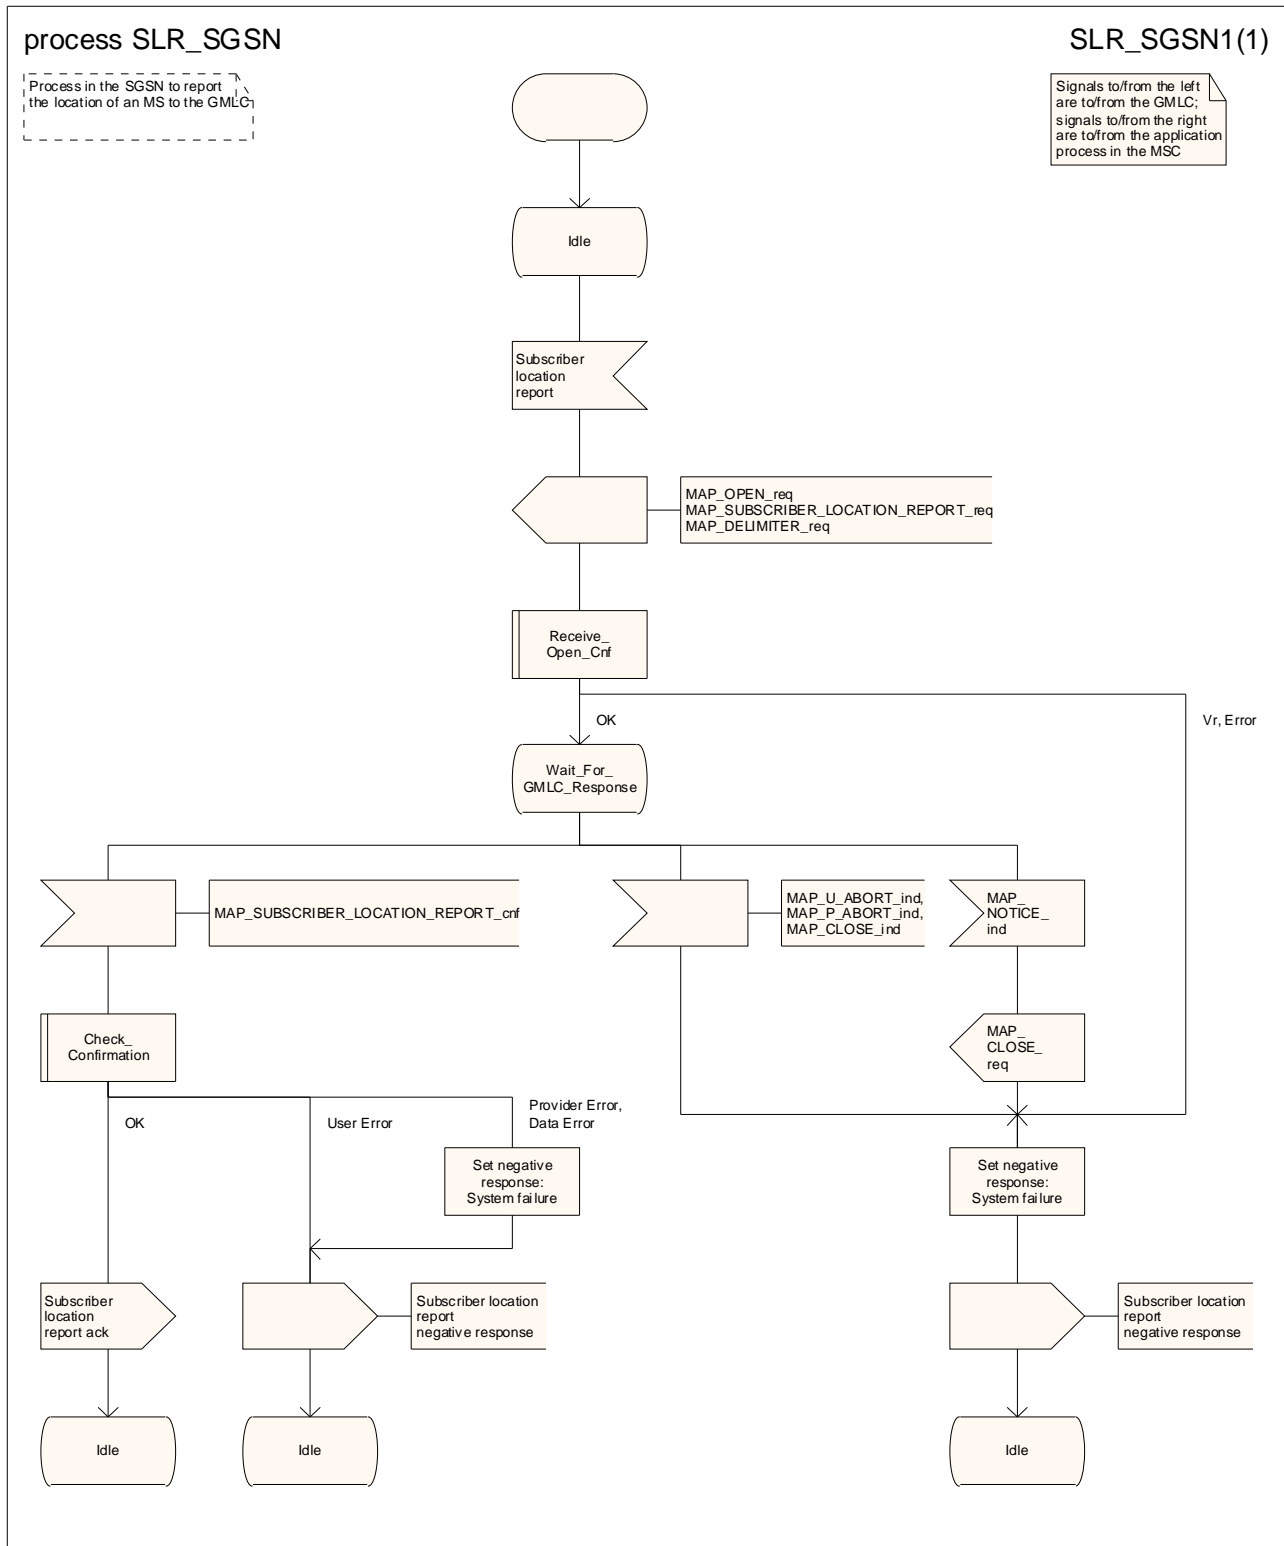 process SLR_SGSN
SLR_SGSN1(1)
Process in the SGSN to report
the location of an MS to the GMLC
Signals to/from the left
are to/from the GMLC;
signals to/from the right
are to/from the application
process in the MSC
Idle
Subscriber
location
report
MAP_OPEN_req
MAP_SUBSCRIBER_LOCATION_REPORT_req
MAP_DELIMITER_req
Receive_
Open_Cnf
OK
Vr, Error
Wait_For_
GMLC_Response
MAP_SUBSCRIBER_LOCATION_REPORT_cnf
MAP_U_ABORT_ind,
MAP_P_ABORT_ind,
MAP_CLOSE_ind
MAP_
NOTICE_
ind
Check_
Confirmation
MAP_
CLOSE_
req
OK
User Error
Provider Error,
Data Error
Set negative
response:
System failure
Set negative
response:
System failure
Subscriber
location
report ack
Subscriber location
report
negative response
Subscriber location
report
negative response
Idle
Idle
Idle